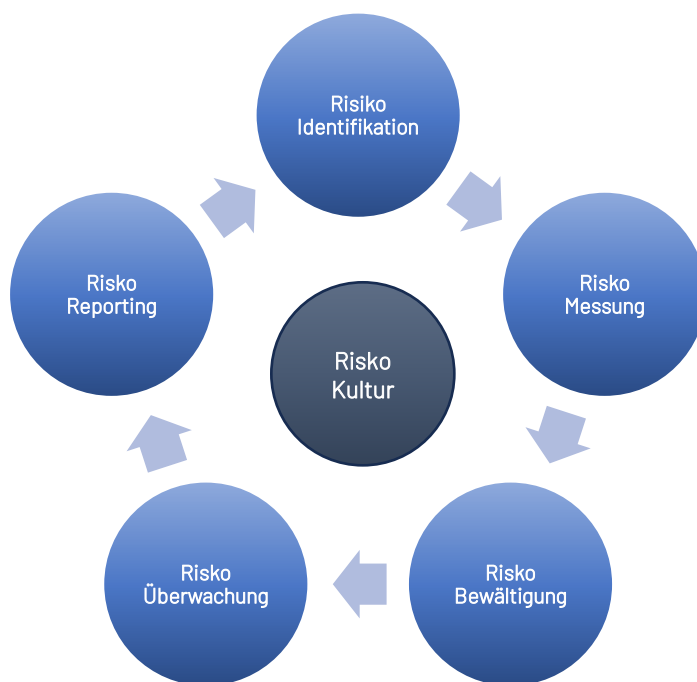 Risiko
Identifikation
Risko
Messung
Risko
Reporting
Risko
Kultur
Risko
Bewältigung
Risko
Überwachung